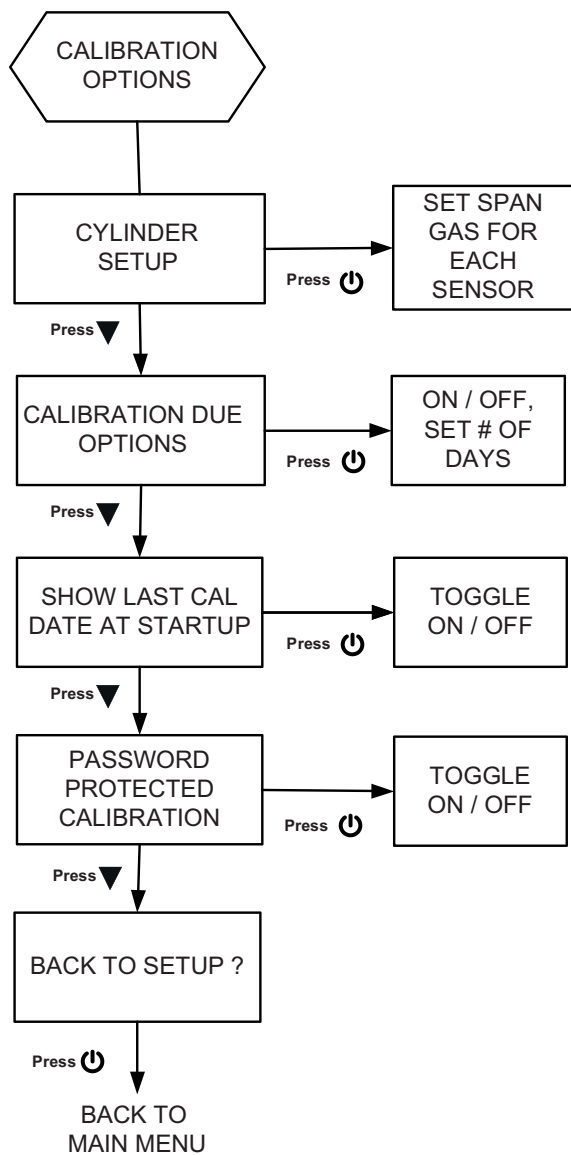 CALIBRATION
OPTIONS
CYLINDER
SETUP
Press
SET SPAN
GAS FOR
EACH
SENSOR
Press ▼
CALIBRATION DUE
OPTIONS
Press
ON / OFF,
SET # OF
DAYS
Press ▼
SHOW LAST CAL
DATE AT STARTUP
Press
TOGGLE
ON / OFF
Press ▼
PASSWORD
PROTECTED
CALIBRATION
Press
TOGGLE
ON / OFF
Press ▼
BACK TO SETUP ?
Press
BACK TO
MAIN MENU